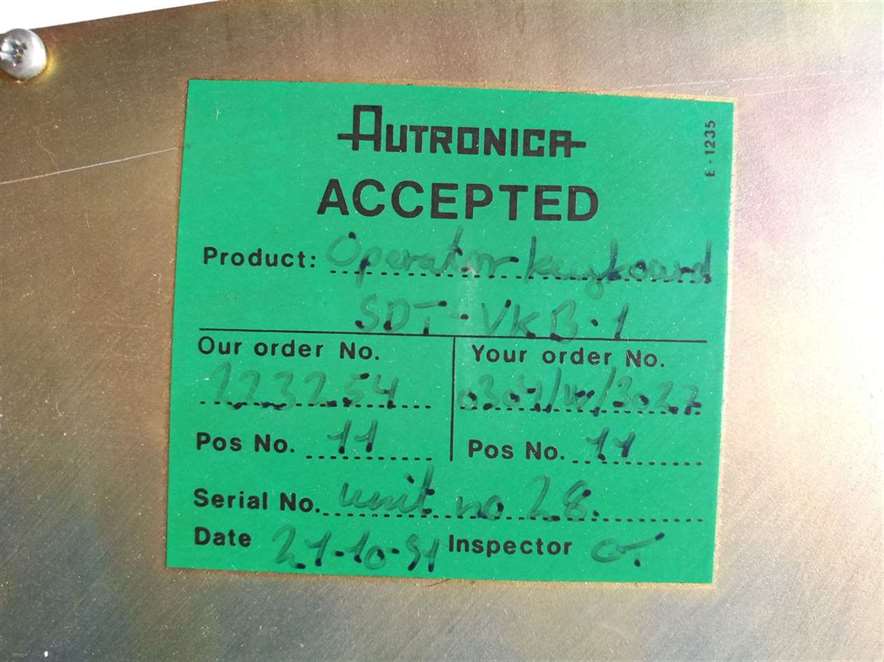 AUTRONICA
E-1235
ACCEPTED
Product: Operator keyboard
SDT-VKB-1
Our order No. Your order No.
223254
Pos No. 11 Pos No. 11
Serial No. unit no 28.
Date 21-10-91 Inspector